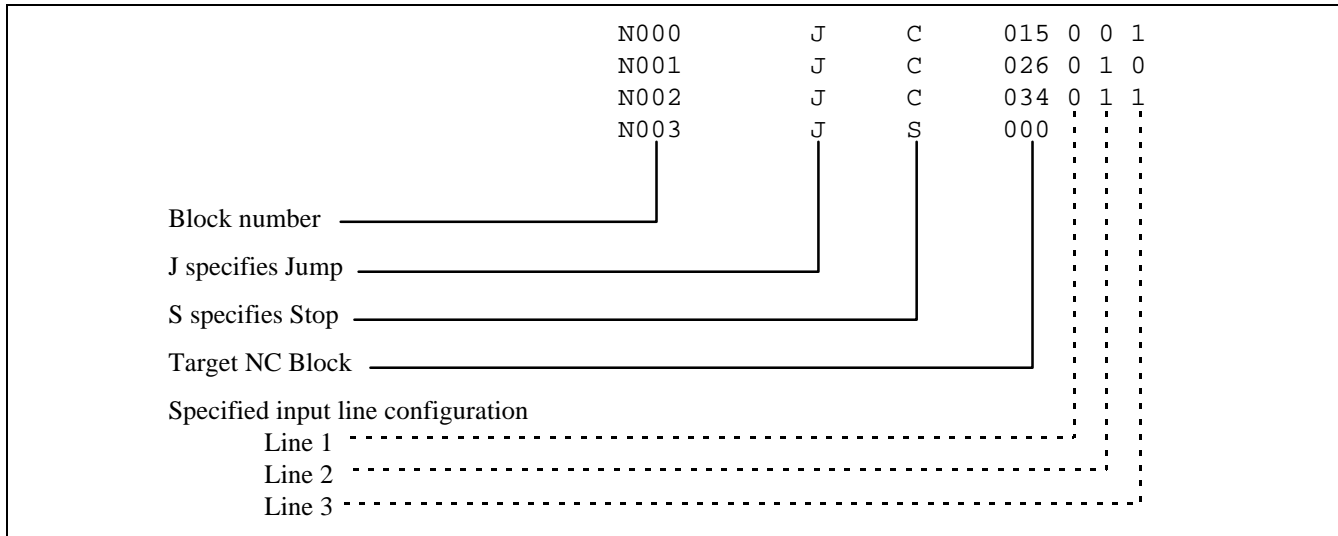 N000 J C 015 0 0 1
N001 J C 026 0 1 0
N002 J C 034 0 1 1
N003 J S 000
Block number
J specifies Jump
S specifies Stop
Target NC Block
Specified input line configuration
Line 1
Line 2
Line 3